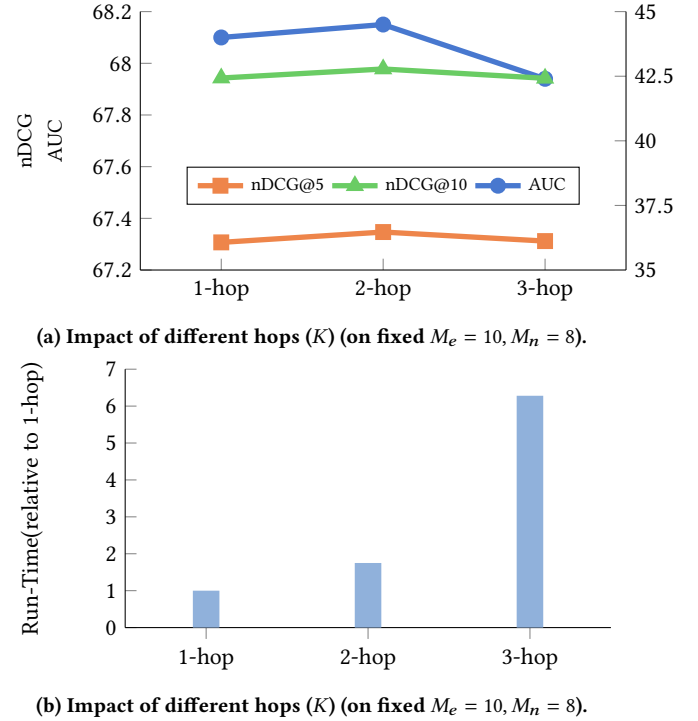 68.2
68
67.8
67.6
67.4
67.2
45
42.5
40
37.5
35
nDCG
AUC
nDCG@5 nDCG@10 AUC
1-hop 2-hop 3-hop
(a) Impact of different hops (K) (on fixed Mₑ = 10, Mₙ = 8).
7
6
5
4
3
2
1
0
Run-Time(relative to 1-hop)
1-hop 2-hop 3-hop
(b) Impact of different hops (K) (on fixed Mₑ = 10, Mₙ = 8).